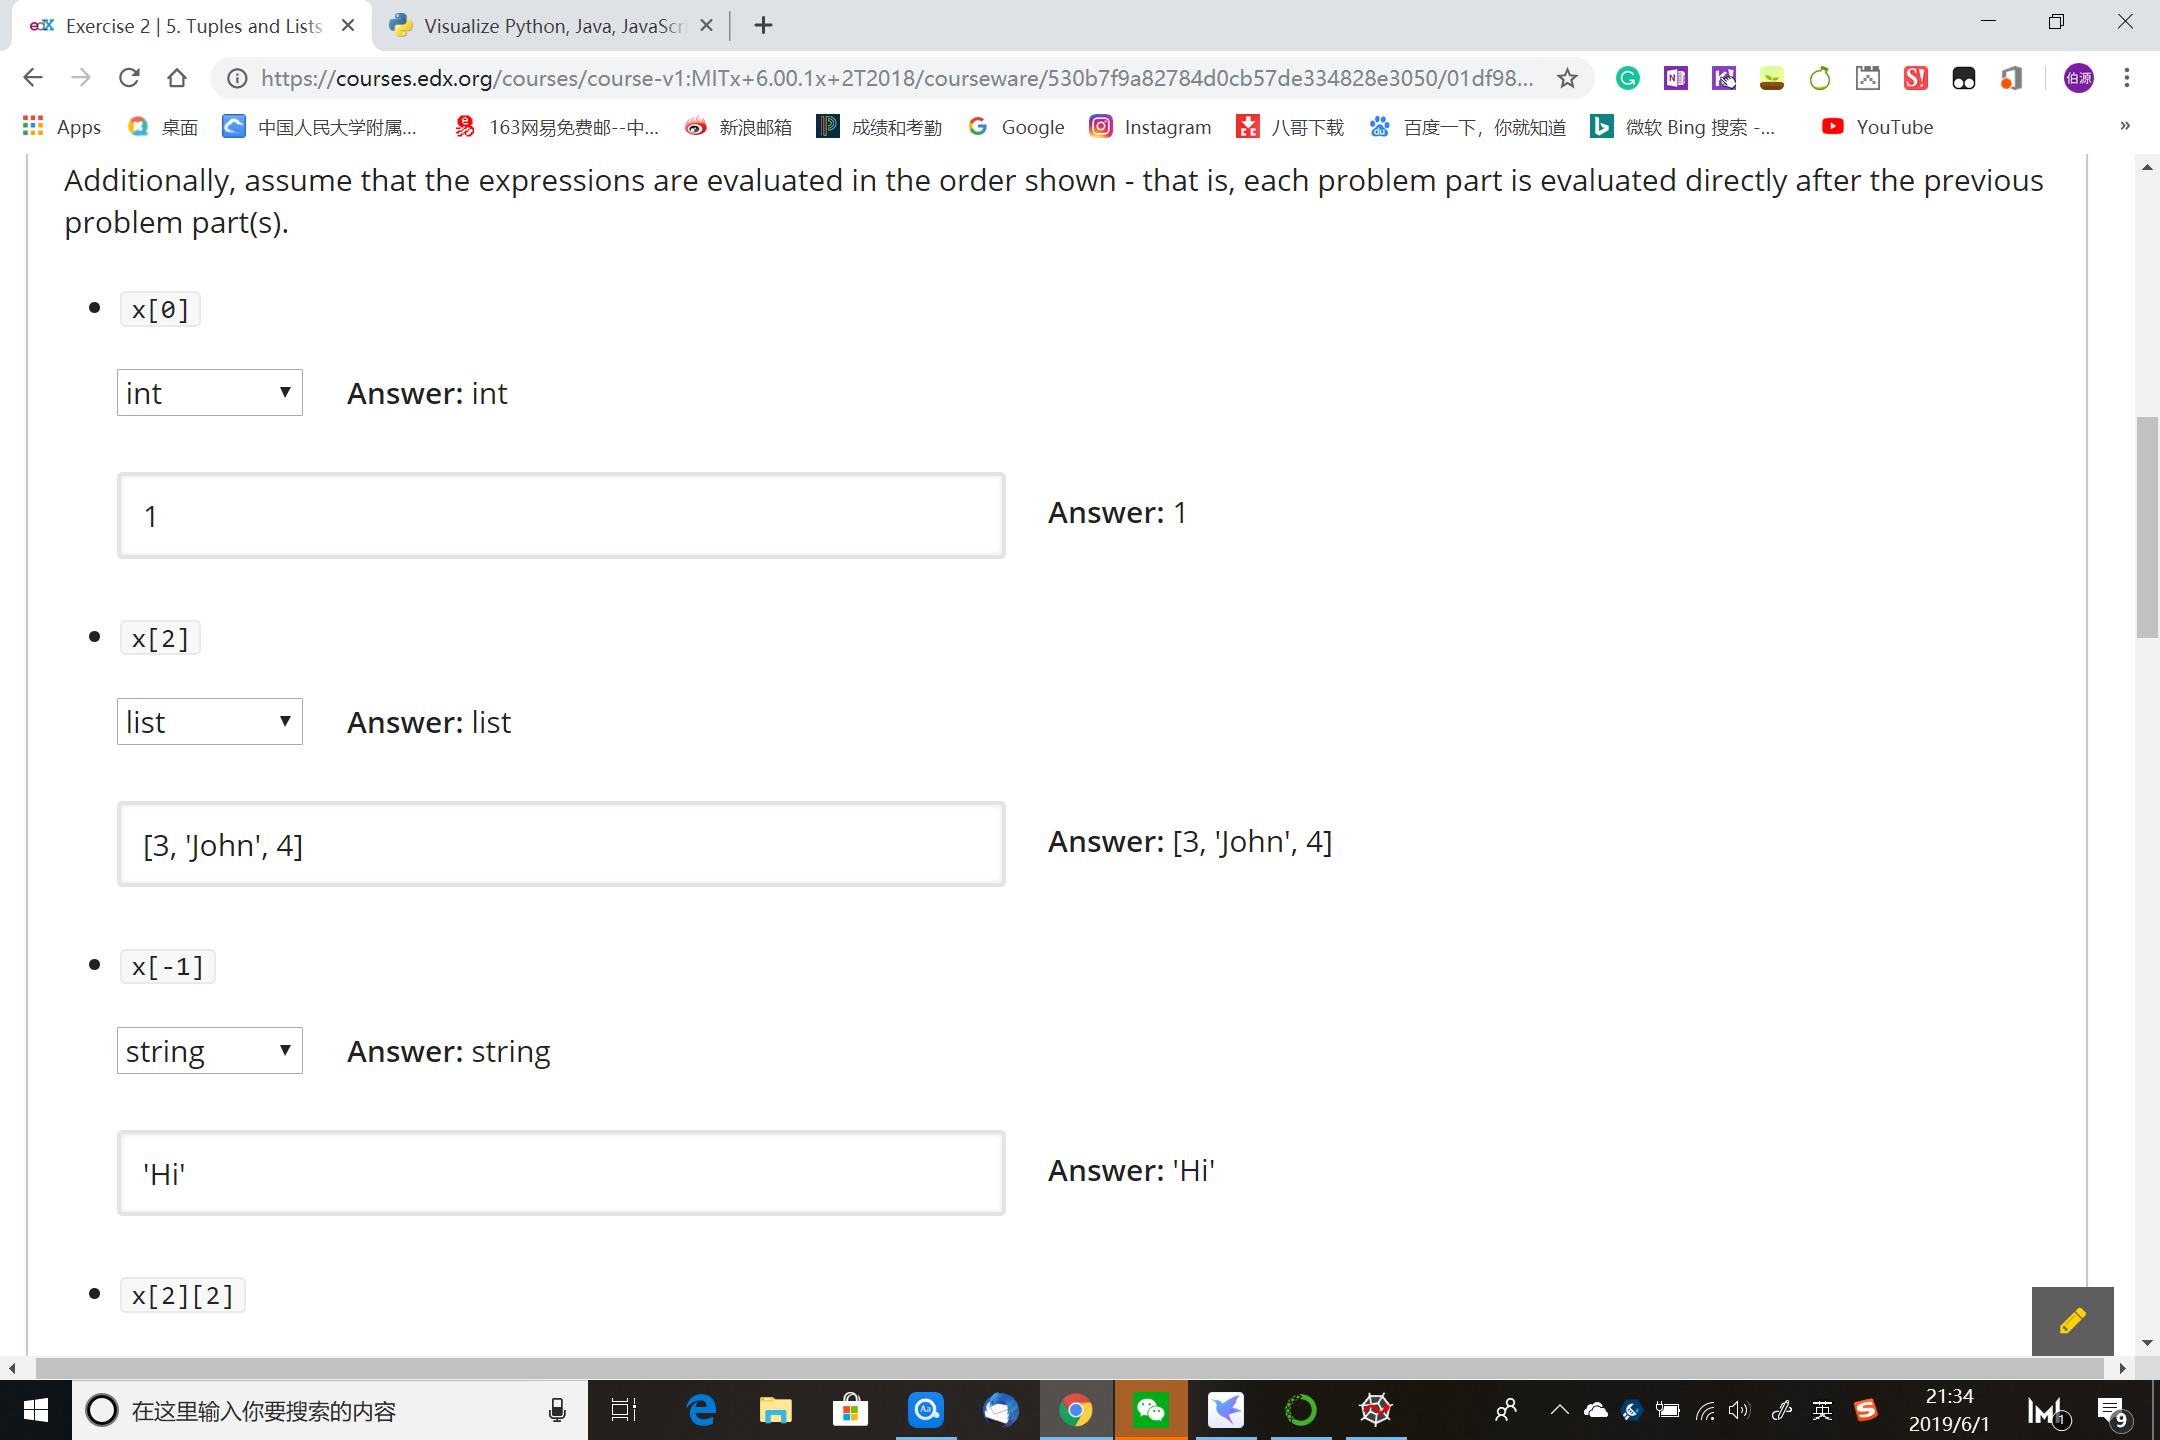 Exercise 2 | 5. Tuples and Lists
Visualize Python, Java, JavaScri
https://courses.edx.org/courses/course-v1:MITx+6.00.1x+2T2018/courseware/530b7f9a82784d0cb57de334828e3050/01df98...
伯源
Apps 桌面 中国人民大学附属... 163网易免费邮--中... 新浪邮箱 成绩和考勤 Google Instagram 八哥下载 百度一下，你就知道 微软 Bing 搜索 -... YouTube »
Additionally, assume that the expressions are evaluated in the order shown - that is, each problem part is evaluated directly after the previous
problem part(s).
x[0]
int Answer: int
1 Answer: 1
x[2]
list Answer: list
[3, 'John', 4] Answer: [3, 'John', 4]
x[-1]
string Answer: string
'Hi' Answer: 'Hi'
x[2][2]
在这里输入你要搜索的内容
英
21:34
2019/6/1
9